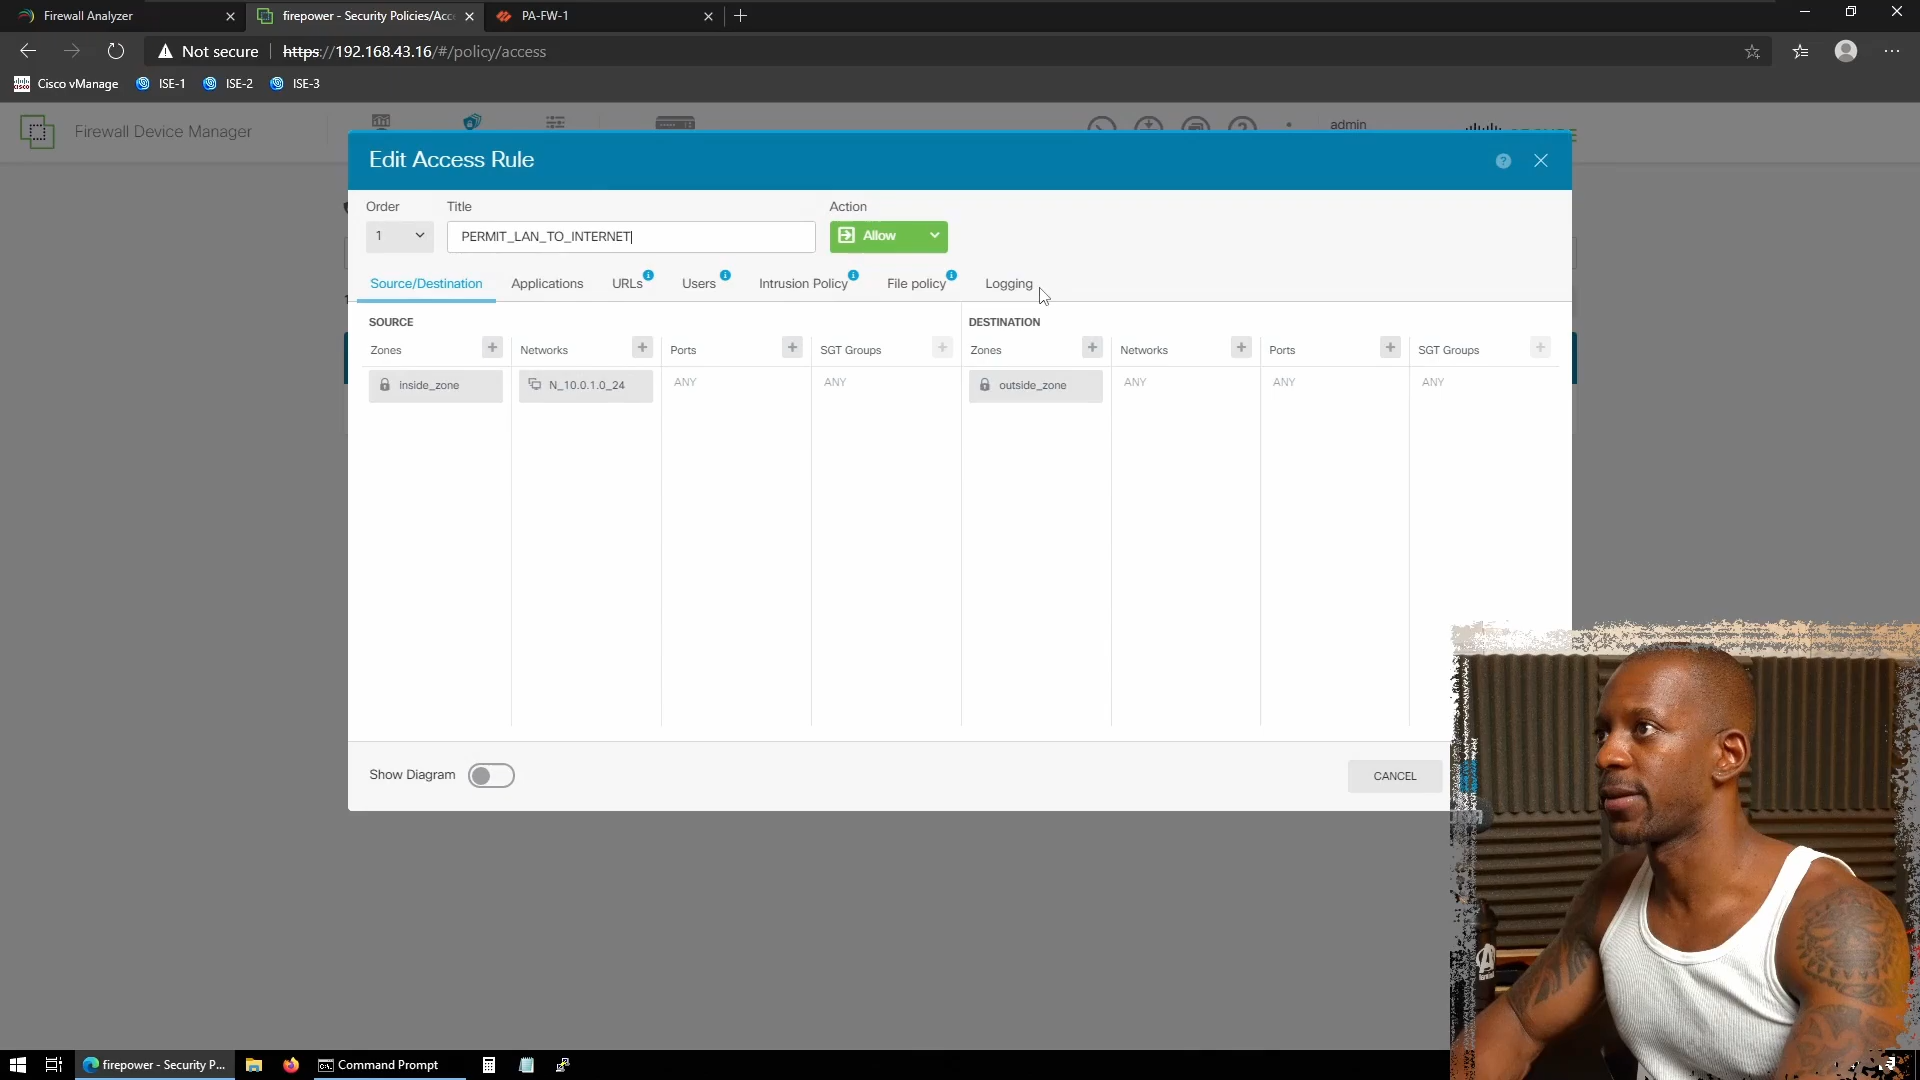 Firewall Analyzer
firepower - Security Policies/Acce
PA-FW-1
Not secure
https://192.168.43.16/#/policy/access
Cisco vManage
ISE-1
ISE-2
ISE-3
Firewall Device Manager
admin
Edit Access Rule
Order
Title
Action
1
PERMIT_LAN_TO_INTERNET
Allow
Source/Destination
Applications
URLs
Users
Intrusion Policy
File policy
Logging
SOURCE
DESTINATION
Zones
Networks
Ports
SGT Groups
Zones
Networks
Ports
SGT Groups
inside_zone
N_10.0.1.0_24
ANY
ANY
outside_zone
ANY
ANY
ANY
Show Diagram
CANCEL
firepower - Security P...
Command Prompt